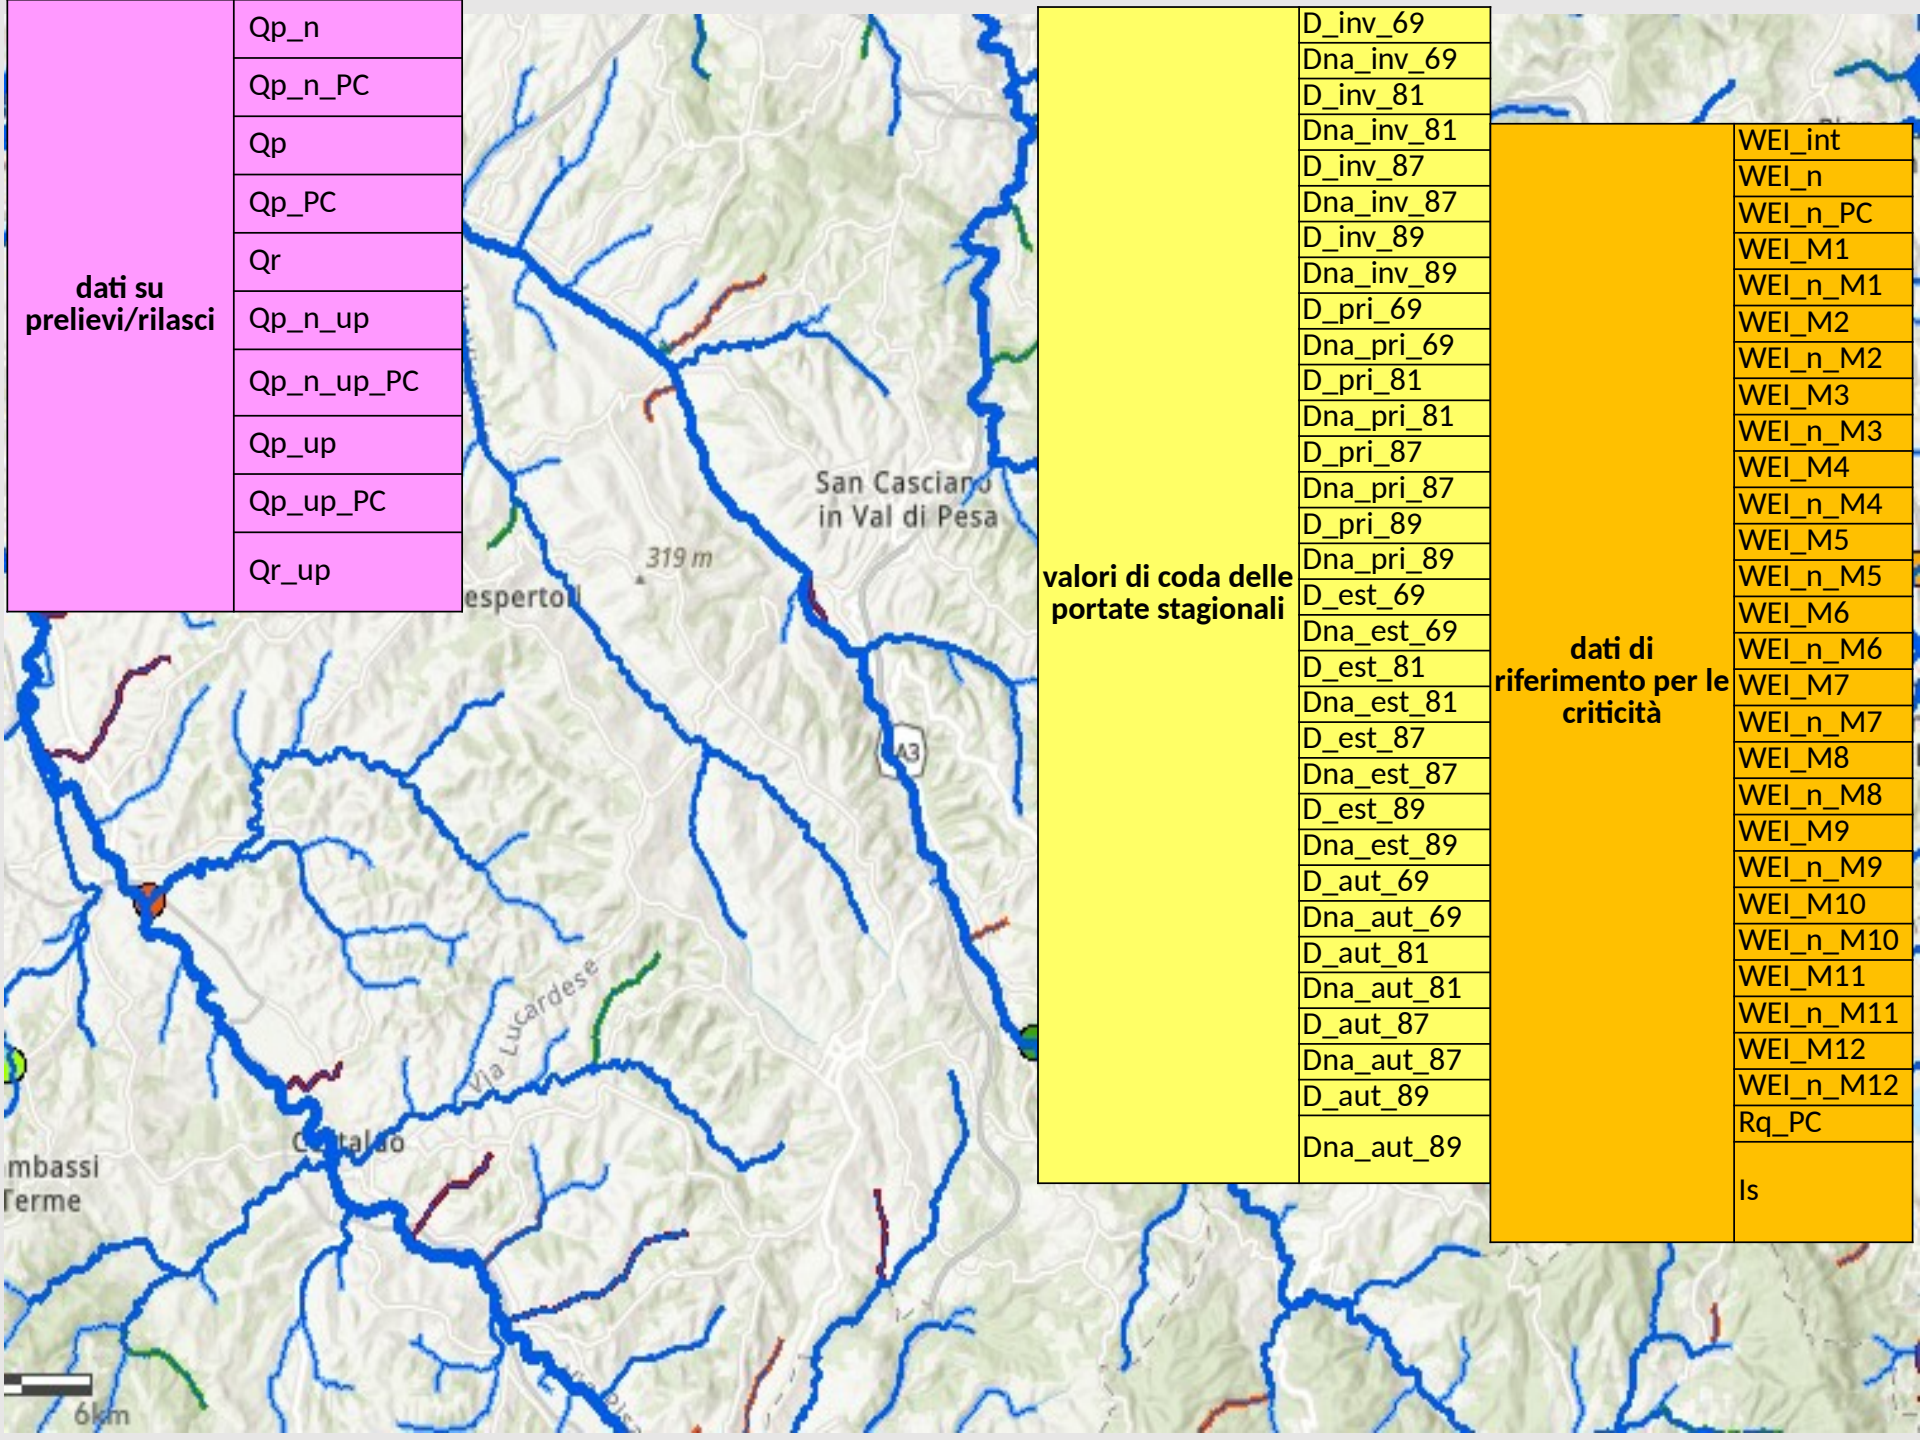 dati su
prelievi/rilasci
Qp_n
Qp_n_PC
Qp
Qp_PC
Qr
Qp_n_up
Qp_n_up_PC
Qp_up
Qp_up_PC
Qr_up
valori di coda delle
portate stagionali
D_inv_69
Dna_inv_69
D_inv_81
Dna_inv_81
D_inv_87
Dna_inv_87
D_inv_89
Dna_inv_89
D_pri_69
Dna_pri_69
D_pri_81
Dna_pri_81
D_pri_87
Dna_pri_87
D_pri_89
Dna_pri_89
D_est_69
Dna_est_69
D_est_81
Dna_est_81
D_est_87
Dna_est_87
D_est_89
Dna_est_89
D_aut_69
Dna_aut_69
D_aut_81
Dna_aut_81
D_aut_87
Dna_aut_87
D_aut_89
Dna_aut_89
dati di
riferimento per le
criticità
WEI_int
WEI_n
WEI_n_PC
WEI_M1
WEI_n_M1
WEI_M2
WEI_n_M2
WEI_M3
WEI_n_M3
WEI_M4
WEI_n_M4
WEI_M5
WEI_n_M5
WEI_M6
WEI_n_M6
WEI_M7
WEI_n_M7
WEI_M8
WEI_n_M8
WEI_M9
WEI_n_M9
WEI_M10
WEI_n_M10
WEI_M11
WEI_n_M11
WEI_M12
WEI_n_M12
Rq_PC
Is
San Casciano
in Val di Pesa
319 m
espertoli
A3
Via Lucardese
mbassi
Terme
6km